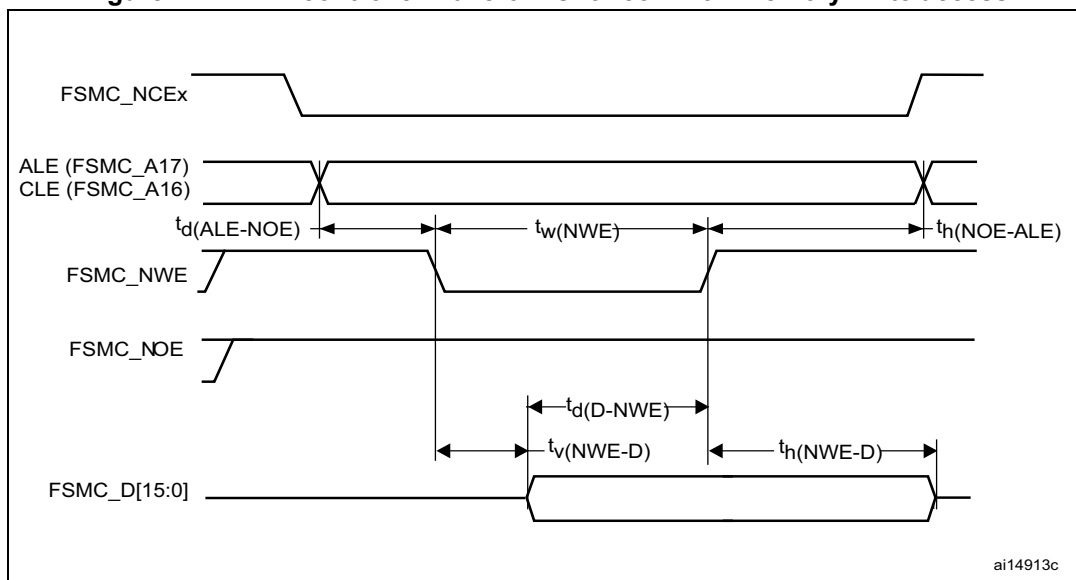 FSMC_NCEx
ALE (FSMC_A17)
CLE (FSMC_A16)
td(ALE-NOE)
tw(NWE)
th(NOE-ALE)
FSMC_NWE
FSMC_NOE
td(D-NWE)
tv(NWE-D)
th(NWE-D)
FSMC_D[15:0]
ai14913c